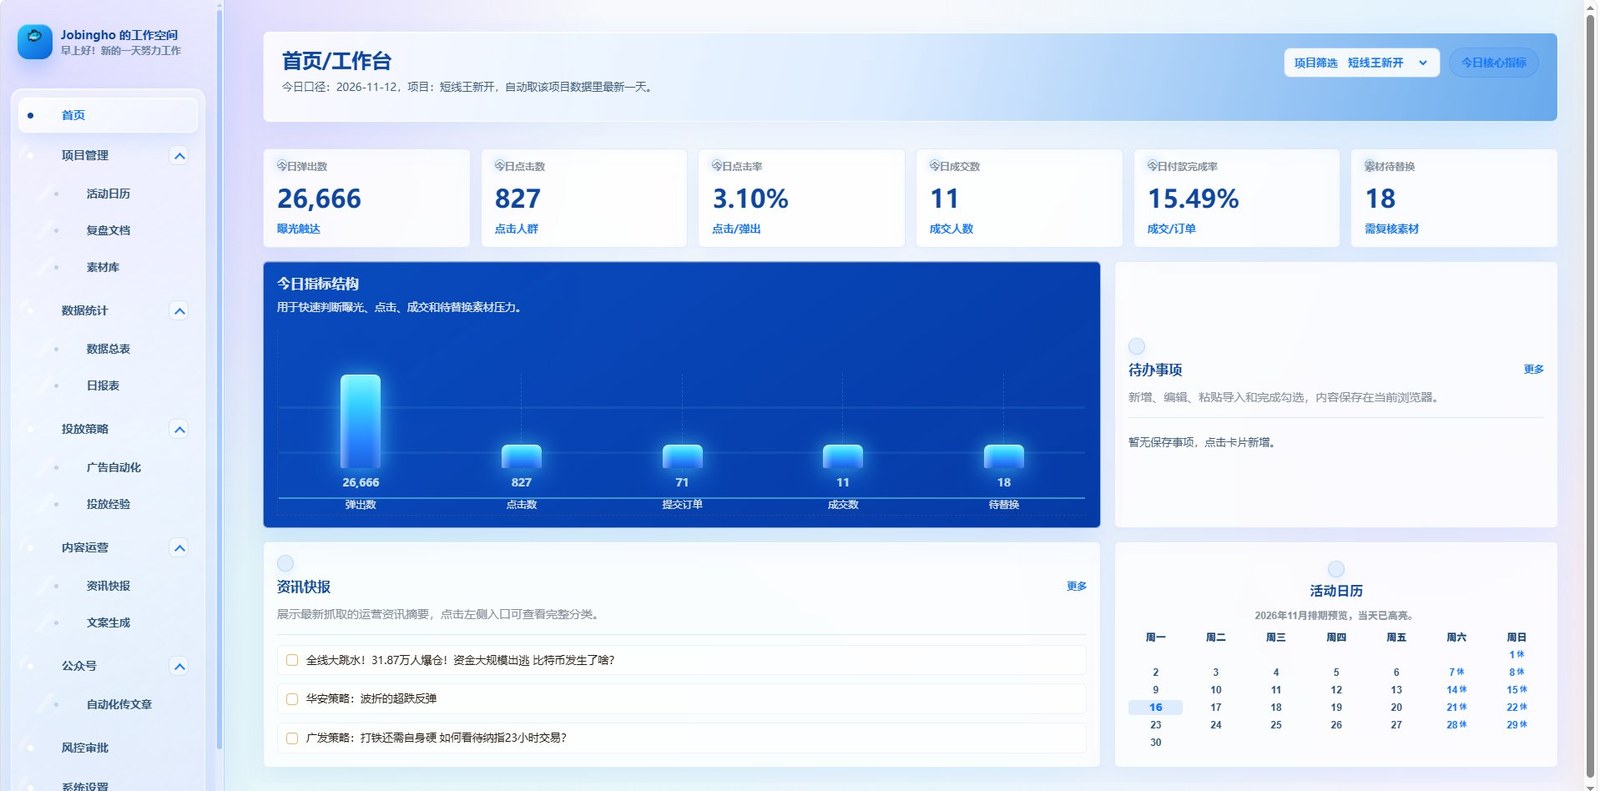 Jobingho 的工作空间
早上好！新的一天努力工作
首页
项目管理
活动日历
复盘文档
素材库
数据统计
数据总表
日报表
投放策略
广告自动化
投放经验
内容运营
资讯快报
文案生成
公众号
自动化传文章
风控审批
系统设置
首页/工作台
今日口径：2026-11-12，项目：短线王新开，自动取该项目数据里最新一天。
项目筛选 短线王新开
今日核心指标
今日弹出数
26,666
曝光触达
今日点击数
827
点击人群
今日点击率
3.10%
点击/弹出
今日成交数
11
成交人数
今日付款完成率
15.49%
成交/订单
素材待替换
18
需复核素材
今日指标结构
用于快速判断曝光、点击、成交和待替换素材压力。
26,666 827 71 11 18
弹出数 点击数 提交订单 成交数 待替换
待办事项
更多
新增、编辑、粘贴导入和完成勾选，内容保存在当前浏览器。
暂无保存事项，点击卡片新增。
资讯快报
更多
展示最新抓取的运营资讯摘要，点击左侧入口可查看完整分类。
全线大跳水！31.87万人爆仓！资金大规模出逃 比特币发生了啥？
华安策略：波折的超跌反弹
广发策略：打铁还需自身硬 如何看待纳指23小时交易？
活动日历
2026年11月排期预览，当天已高亮。
周一 周二 周三 周四 周五 周六 周日
1 休
2 3 4 5 6 7 休 8 休
9 10 11 12 13 14 休 15 休
16 17 18 19 20 21 休 22 休
23 24 25 26 27 28 休 29 休
30